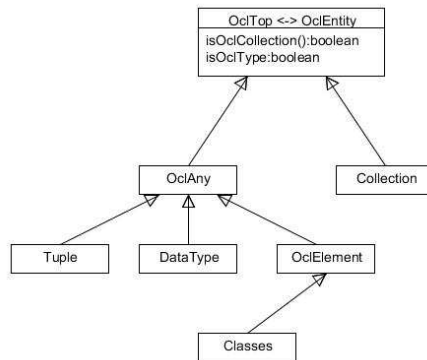 OclTop <-> OclEntity
isOclCollection():boolean
isOclType:boolean
OclAny
Collection
Tuple
DataType
OclElement
Classes